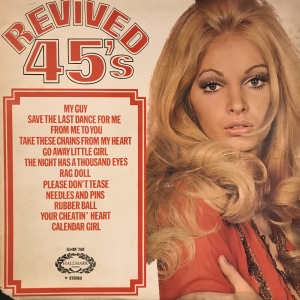 REVIVED
45's
MY GUY
SAVE THE LAST DANCE FOR ME
FROM ME TO YOU
TAKE THESE CHAINS FROM MY HEART
GO AWAY LITTLE GIRL
THE NIGHT HAS A THOUSAND EYES
RAG DOLL
PLEASE DON'T TEASE
NEEDLES AND PINS
RUBBER BALL
YOUR CHEATIN' HEART
CALENDAR GIRL
HALLMARK
STEREO